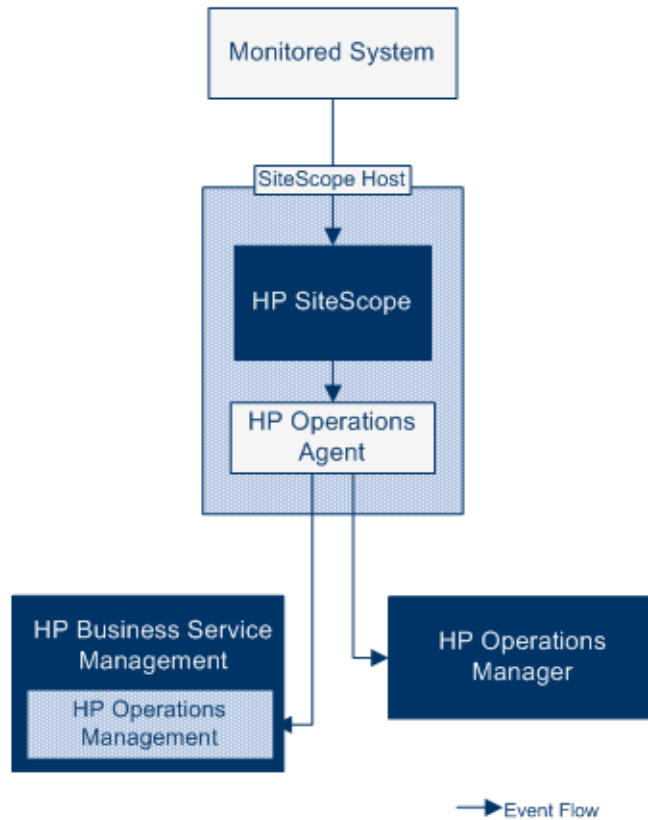 Monitored System
SiteScope Host
HP SiteScope
HP Operations
Agent
HP Business Service
Management
HP Operations
Management
HP Operations
Manager
Event Flow